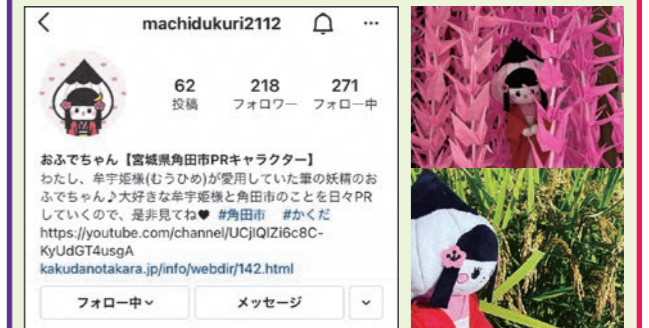 machidukuri2112
62 218 271
投稿 フォロワー フォロー中
おふでちゃん【宮城県角田市PRキャラクター】
わたし、牟宇姫様(むうひめ)が愛用していた筆の妖精のお
ふでちゃん♪大好きな牟宇姫様と角田市のことを日々PR
していくので、是非見てね♥ #角田市 #かくだ
https://youtube.com/channel/UCjlQlZi6c8C-
KyUdGT4usgA
kakudanotakara.jp/info/webdir/142.html
フォロー中 メッセージ